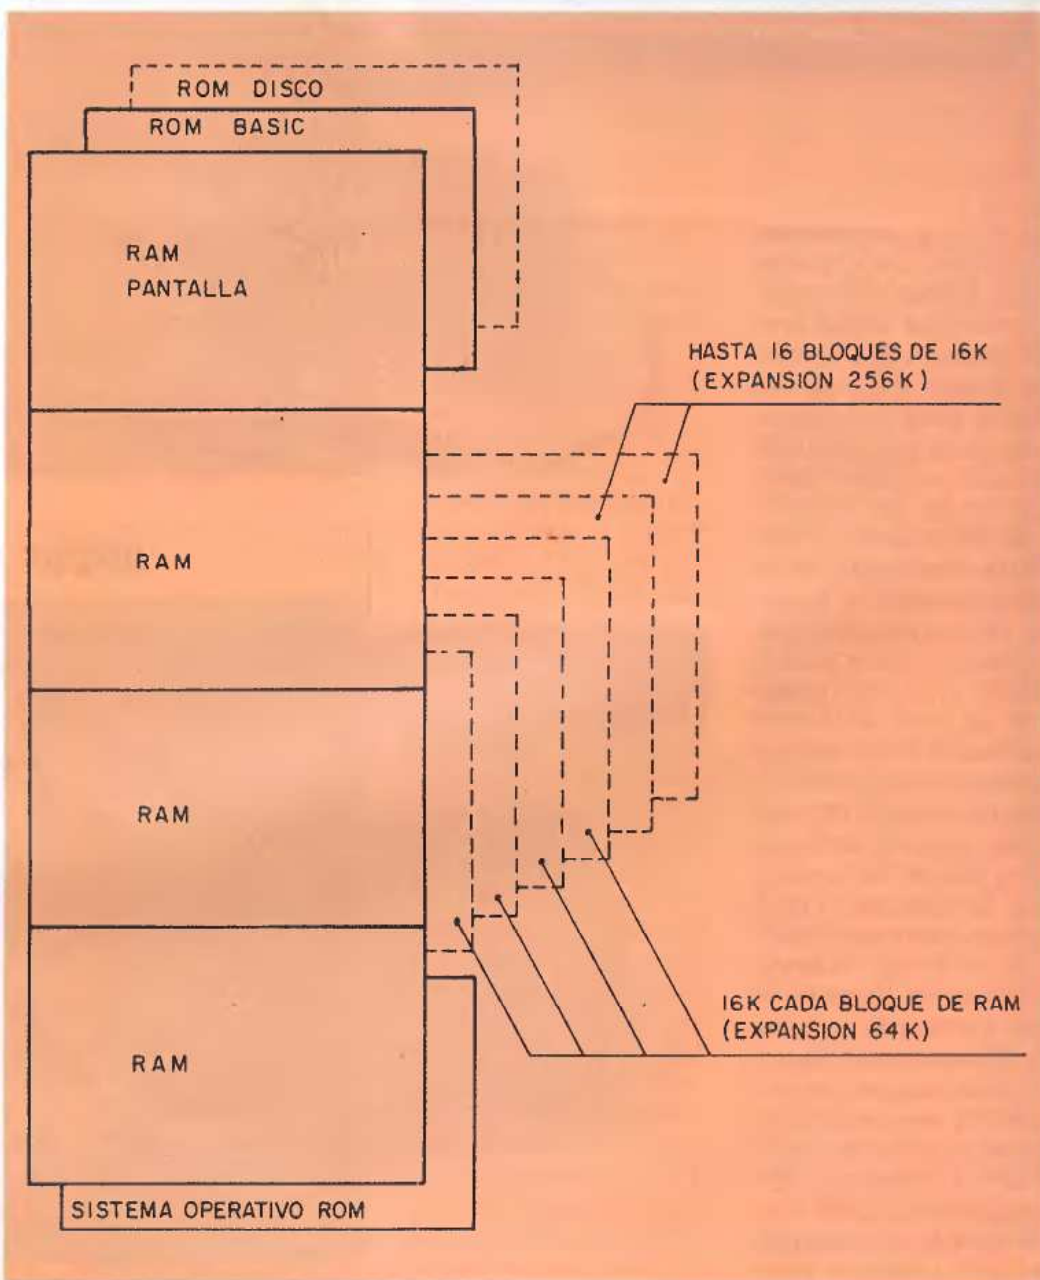 ROM DISCO
ROM BASIC
RAM
PANTALLA
HASTA 16 BLOQUES DE 16K
(EXPANSION 256K)
RAM
RAM
16K CADA BLOQUE DE RAM
(EXPANSION 64K)
RAM
SISTEMA OPERATIVO ROM